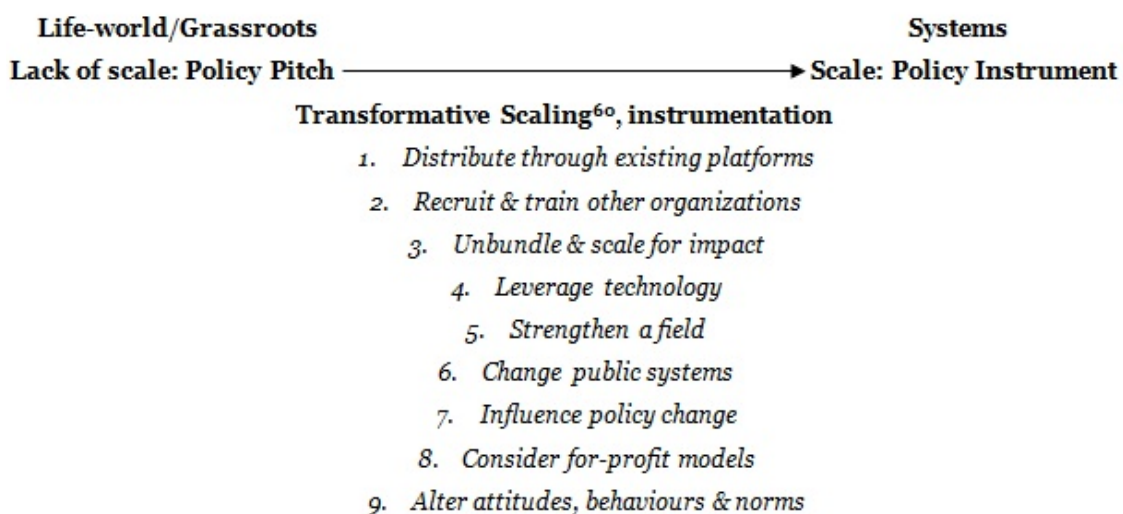 Life-world/Grassroots Systems
Lack of scale: Policy Pitch Scale: Policy Instrument
Transformative Scaling⁶⁰, instrumentation
1. Distribute through existing platforms
2. Recruit & train other organizations
3. Unbundle & scale for impact
4. Leverage technology
5. Strengthen a field
6. Change public systems
7. Influence policy change
8. Consider for-profit models
9. Alter attitudes, behaviours & norms